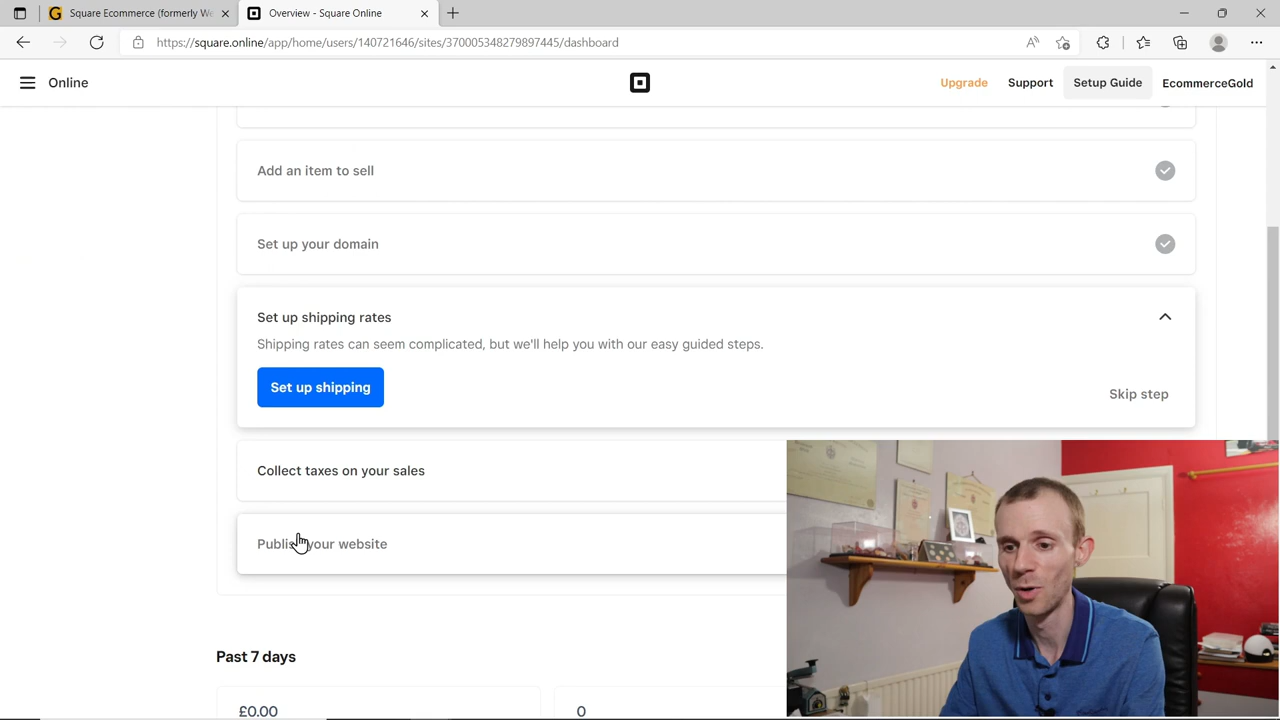 Square Ecommerce (formerly We
Overview - Square Online
https://square.online/app/home/users/140721646/sites/370005348279897445/dashboard
Online
Upgrade
Support
Setup Guide
EcommerceGold
Add an item to sell
Set up your domain
Set up shipping rates
Shipping rates can seem complicated, but we'll help you with our easy guided steps.
Set up shipping
Skip step
Collect taxes on your sales
Publish your website
Past 7 days
£0.00
0